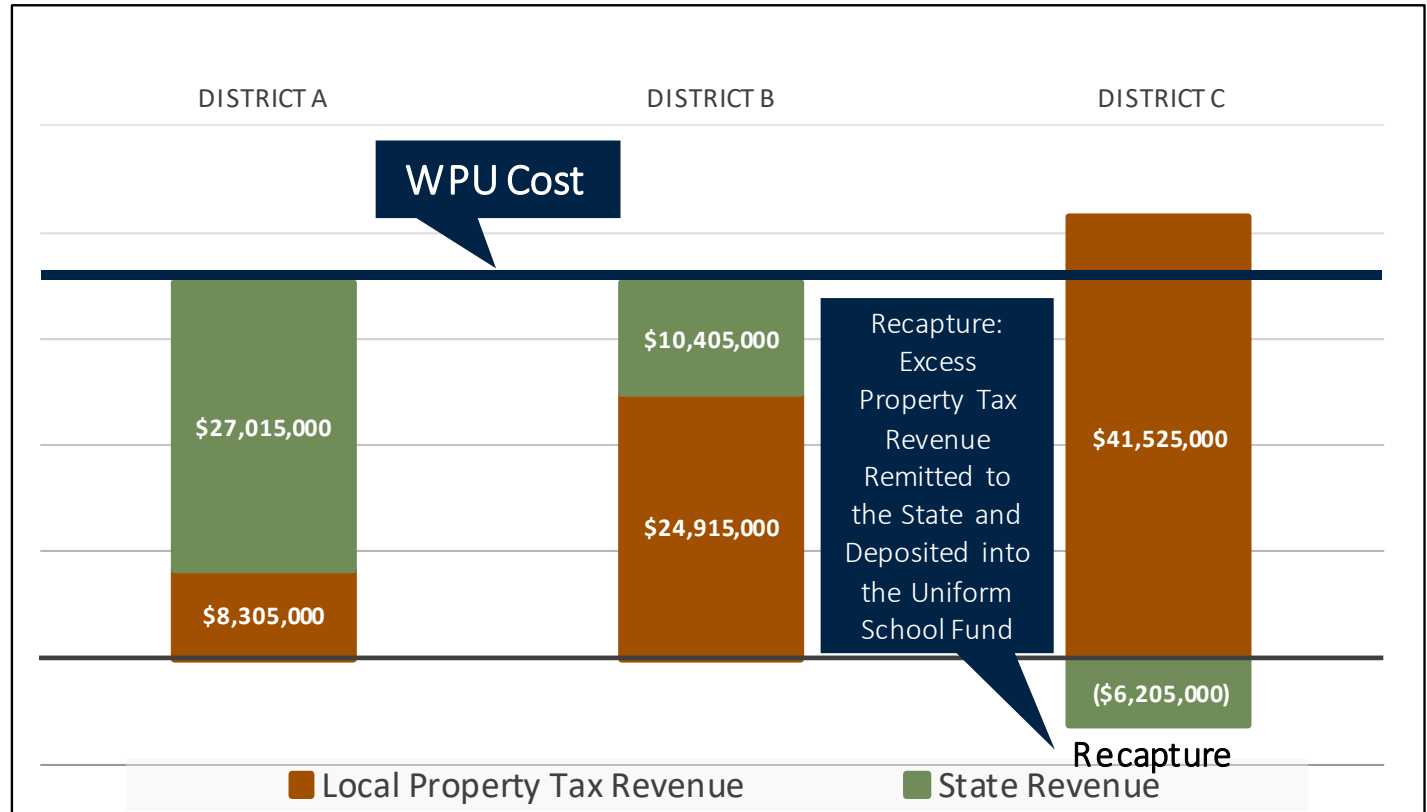 DISTRICT A
DISTRICT B
DISTRICT C
WPU Cost
$27,015,000
$8,305,000
$10,405,000
$24,915,000
Recapture:
Excess
Property Tax
Revenue
Remitted to
the State and
Deposited into
the Uniform
School Fund
$41,525,000
($6,205,000)
Recapture
Local Property Tax Revenue
State Revenue